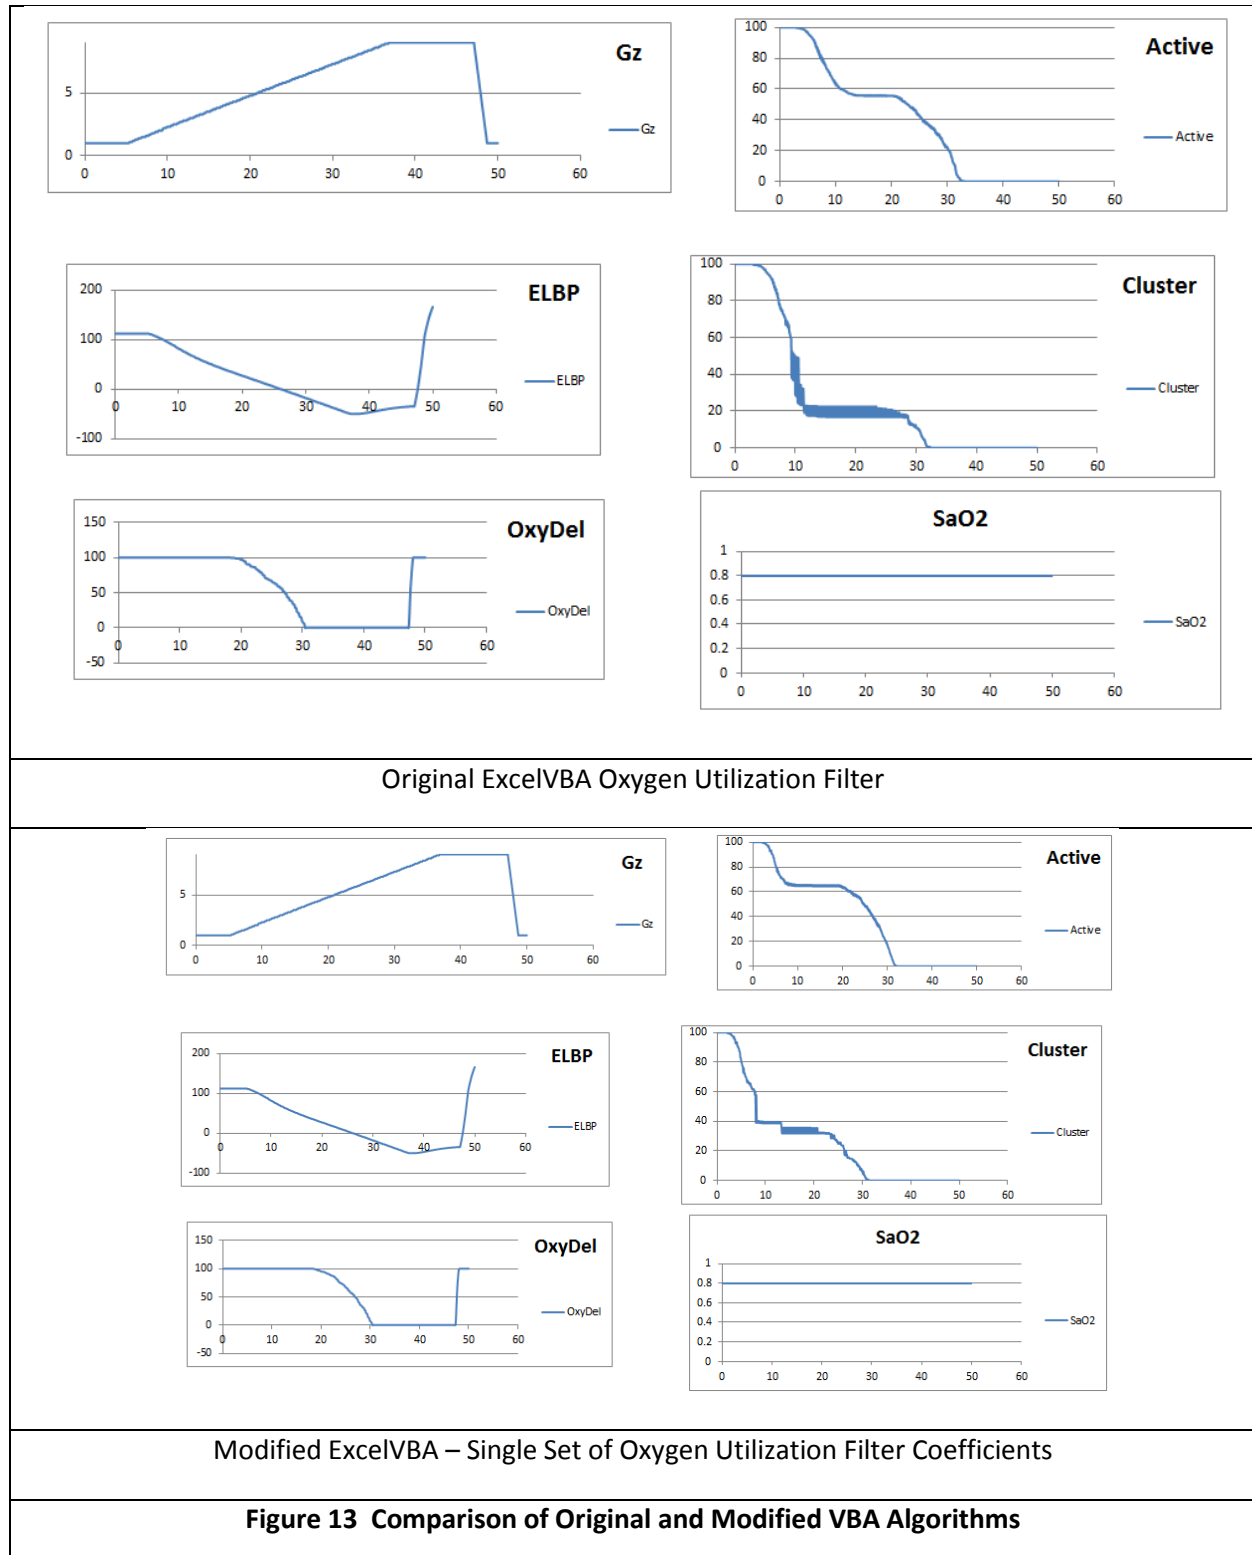 Gz
5
0
0 10 20 30 40 50 60
Gz
Active
100
80
60
40
20
0
0 10 20 30 40 50 60
Active
ELBP
200
100
0
-100
0 10 20 30 40 50 60
ELBP
Cluster
100
80
60
40
20
0
0 10 20 30 40 50 60
Cluster
OxyDel
150
100
50
0
-50
0 10 20 30 40 50 60
OxyDel
SaO2
1
0.8
0.6
0.4
0.2
0
0 10 20 30 40 50 60
SaO2
Original ExcelVBA Oxygen Utilization Filter
Gz
5
0
0 10 20 30 40 50 60
Gz
Active
100
80
60
40
20
0
0 10 20 30 40 50 60
Active
ELBP
200
100
0
-100
0 10 20 30 40 50 60
ELBP
Cluster
100
80
60
40
20
0
0 10 20 30 40 50 60
Cluster
OxyDel
150
100
50
0
-50
0 10 20 30 40 50 60
OxyDel
SaO2
1
0.8
0.6
0.4
0.2
0
0 10 20 30 40 50 60
SaO2
Modified ExcelVBA – Single Set of Oxygen Utilization Filter Coefficients
Figure 13 Comparison of Original and Modified VBA Algorithms